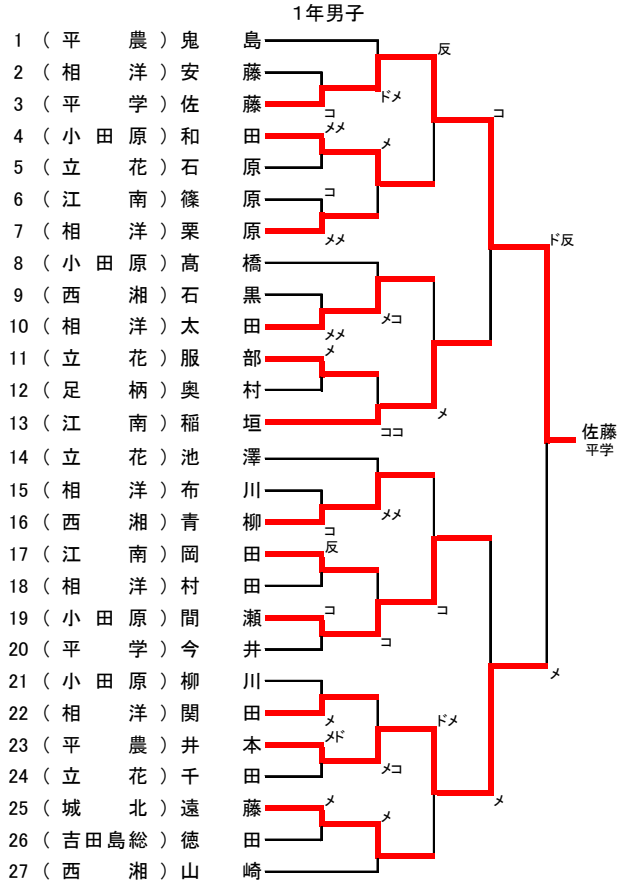 1年男子
1 ( 平 農 ) 鬼 島
2 ( 相 洋 ) 安 藤
3 ( 平 学 ) 佐 藤
4 ( 小 田 原 ) 和 田
5 ( 立 花 ) 石 原
6 ( 江 南 ) 篠 原
7 ( 相 洋 ) 栗 原
8 ( 小 田 原 ) 髙 橋
9 ( 西 湘 ) 石 黒
10 ( 相 洋 ) 太 田
11 ( 立 花 ) 服 部
12 ( 足 柄 ) 奥 村
13 ( 江 南 ) 稲 垣
14 ( 立 花 ) 池 澤
15 ( 相 洋 ) 布 川
16 ( 西 湘 ) 青 柳
17 ( 江 南 ) 岡 田
18 ( 相 洋 ) 村 田
19 ( 小 田 原 ) 間 瀬
20 ( 平 学 ) 今 井
21 ( 小 田 原 ) 柳 川
22 ( 相 洋 ) 関 田
23 ( 平 農 ) 井 本
24 ( 立 花 ) 千 田
25 ( 城 北 ) 遠 藤
26 ( 吉田島総 ) 徳 田
27 ( 西 湘 ) 山 崎
コ
メメ
コ
メメ
メメ
メ
コ
反
コ
メ
メド
メ
ドメ
メ
メコ
ココ
メメ
コ
メコ
メ
反
メ
コ
ドメ
コ
メ
ド反
メ
佐藤
平学